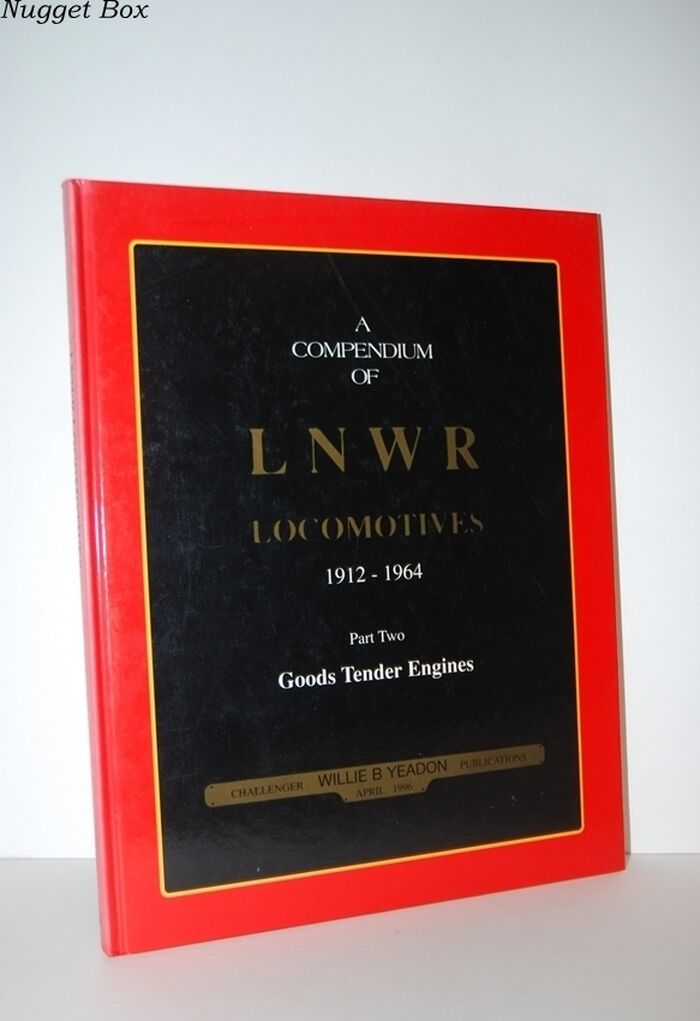 Nugget Box
A
COMPENDIUM
OF
LNWR
LOCOMOTIVES
1912 - 1964
Part Two
Goods Tender Engines
CHALLENGER WILLIE B YEADON PUBLICATIONS
APRIL 1996